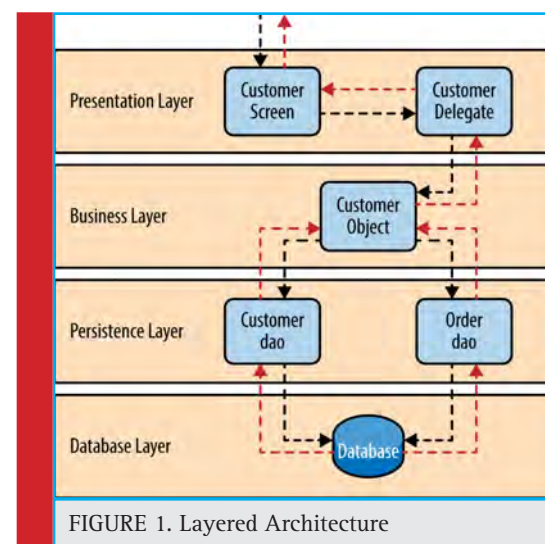 Presentation Layer
Customer
Screen
Customer
Delegate
Business Layer
Customer
Object
Persistence Layer
Customer
dao
Order
dao
Database Layer
Database
FIGURE 1. Layered Architecture